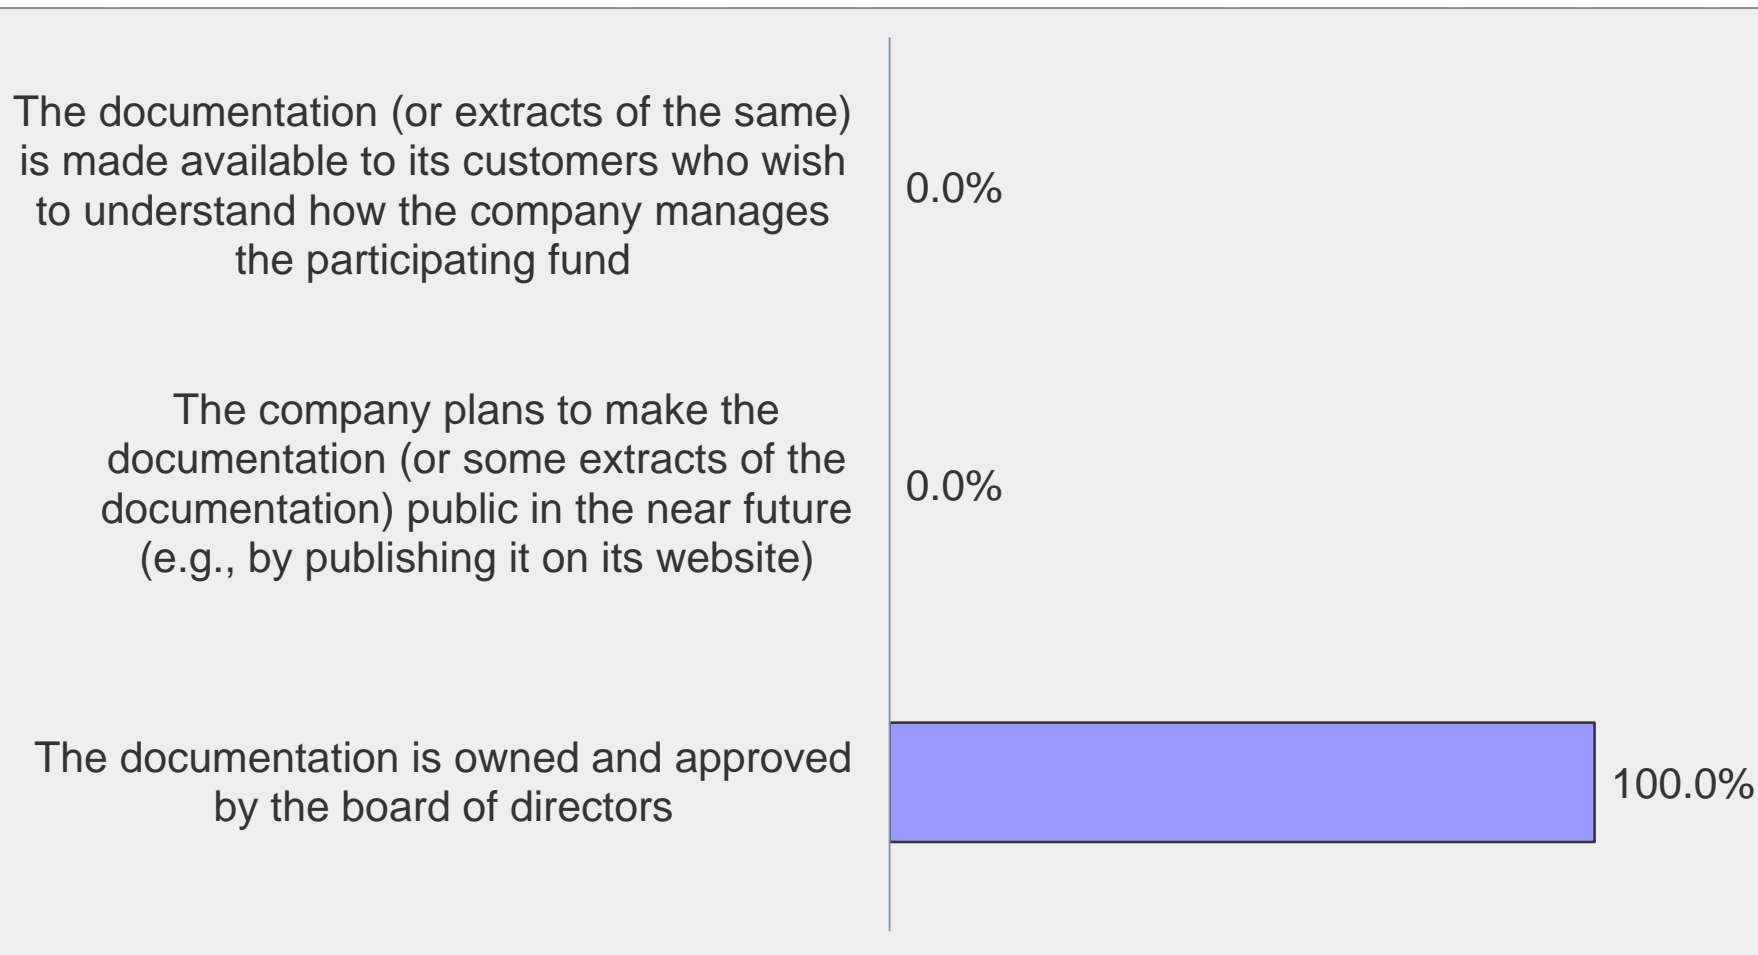 The documentation (or extracts of the same)
is made available to its customers who wish
to understand how the company manages
the participating fund
0.0%
The company plans to make the
documentation (or some extracts of the
documentation) public in the near future
(e.g., by publishing it on its website)
0.0%
The documentation is owned and approved
by the board of directors
100.0%